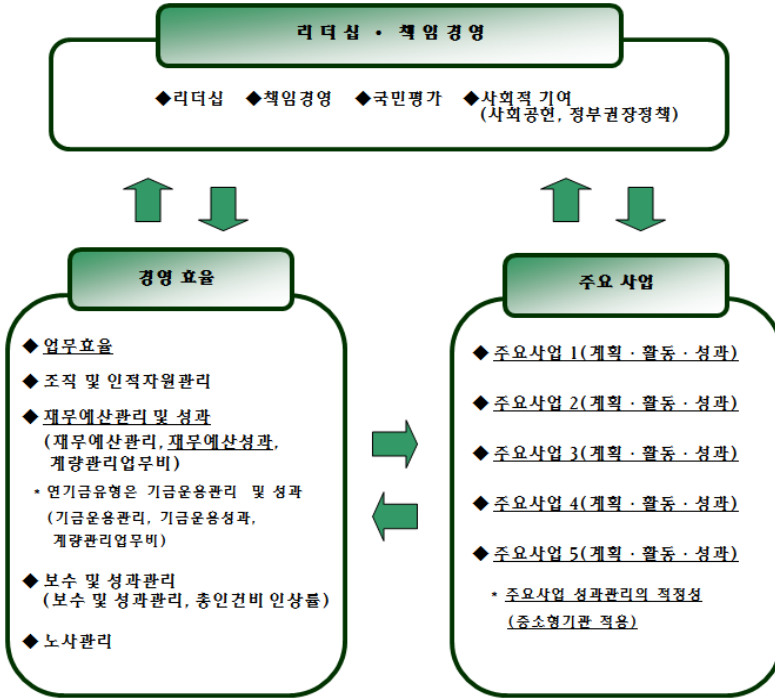 리더십 · 책임경영
◆리더십 ◆책임경영 ◆국민평가 ◆사회적 기여
(사회공헌, 정부권장정책)
경영 효율
◆ 업무효율
◆ 조직 및 인적자원관리
◆ 재무예산관리 및 성과
(재무예산관리, 재무예산성과,
계량관리업무비)
* 연기금유형은 기금운용관리 및 성과
(기금운용관리, 기금운용성과,
계량관리업무비)
◆ 보수 및 성과관리
(보수 및 성과관리, 총인건비 인상률)
◆ 노사관리
주요 사업
◆ 주요사업 1(계획 · 활동 · 성과)
◆ 주요사업 2(계획 · 활동 · 성과)
◆ 주요사업 3(계획 · 활동 · 성과)
◆ 주요사업 4(계획 · 활동 · 성과)
◆ 주요사업 5(계획 · 활동 · 성과)
* 주요사업 성과관리의 적정성
(중소형기관 적용)